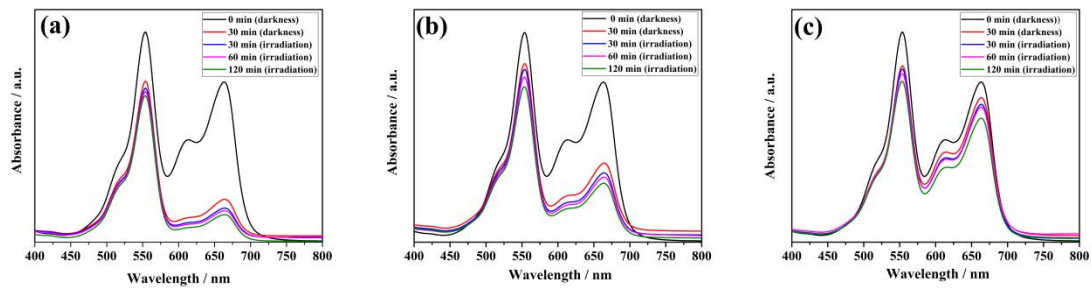 (a)
0 min (darkness)
30 min (darkness)
30 min (irradiation)
60 min (irradiation)
120 min (irradiation)
Absorbance / a.u.
400 450 500 550 600 650 700 750 800
Wavelength / nm
(b)
0 min (darkness)
30 min (darkness)
30 min (irradiation)
60 min (irradiation)
120 min (irradiation)
Absorbance / a.u.
400 450 500 550 600 650 700 750 800
Wavelength / nm
(c)
0 min (darkness))
30 min (darkness)
30 min (irradiation)
60 min (irradiation)
120 min (irradiation)
Absorbance / a.u.
400 450 500 550 600 650 700 750 800
Wavelength / nm